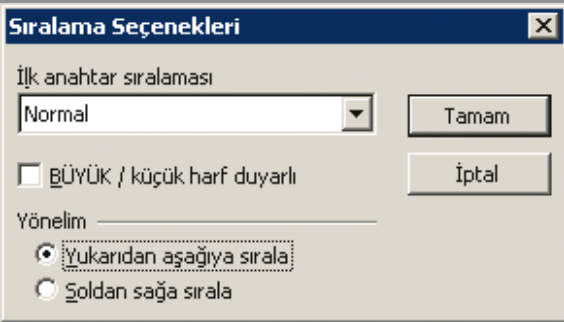 Sıralama Seçenekleri
İlk anahtar sıralaması
Normal
Tamam
BÜYÜK / küçük harf duyarlı
İptal
Yönelim
Yukarıdan aşağıya sırala
Soldan sağa sırala